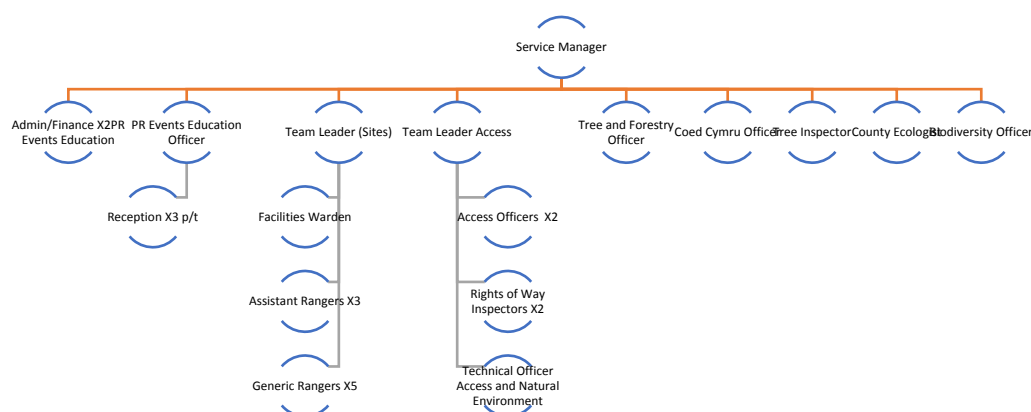 Service Manager
Admin/Finance X2PR
Events Education
PR Events Education
Officer
Team Leader (Sites)
Team Leader Access
Tree and Forestry
Officer
Coed Cymru Officer
Tree Inspector
County Ecologist
Biodiversity Officer
Reception X3 p/t
Facilities Warden
Access Officers X2
Assistant Rangers X3
Rights of Way
Inspectors X2
Generic Rangers X5
Technical Officer
Access and Natural
Environment